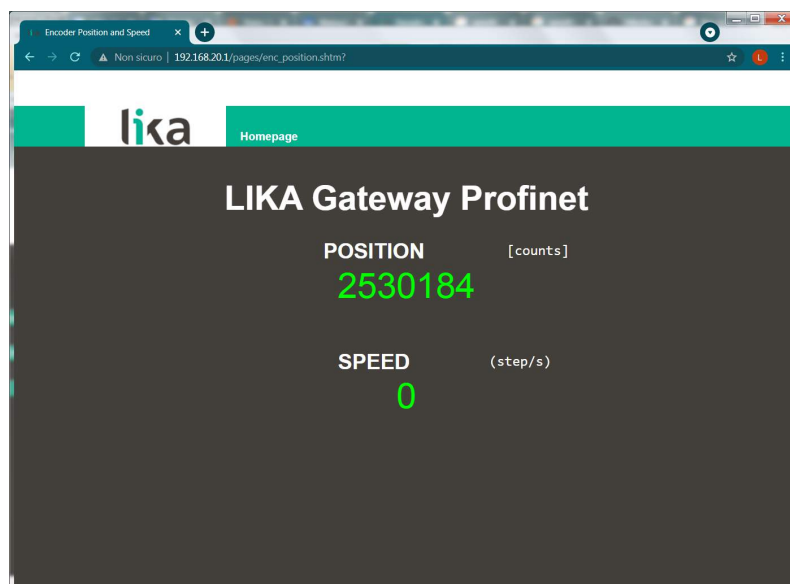 Encoder Position and Speed
Non sicuro | 192.168.20.1/pages/enc_position.shtm?
L
lika
Homepage
LIKA Gateway Profinet
POSITION [counts]
2530184
SPEED (step/s)
0